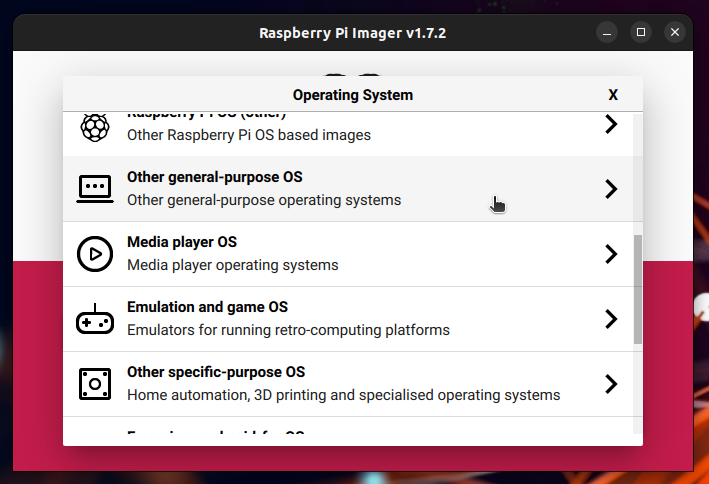 Raspberry Pi Imager v1.7.2
Operating System
X
Raspberry Pi OS (other)
Other Raspberry Pi OS based images
Other general-purpose OS
Other general-purpose operating systems
Media player OS
Media player operating systems
Emulation and game OS
Emulators for running retro-computing platforms
Other specific-purpose OS
Home automation, 3D printing and specialised operating systems